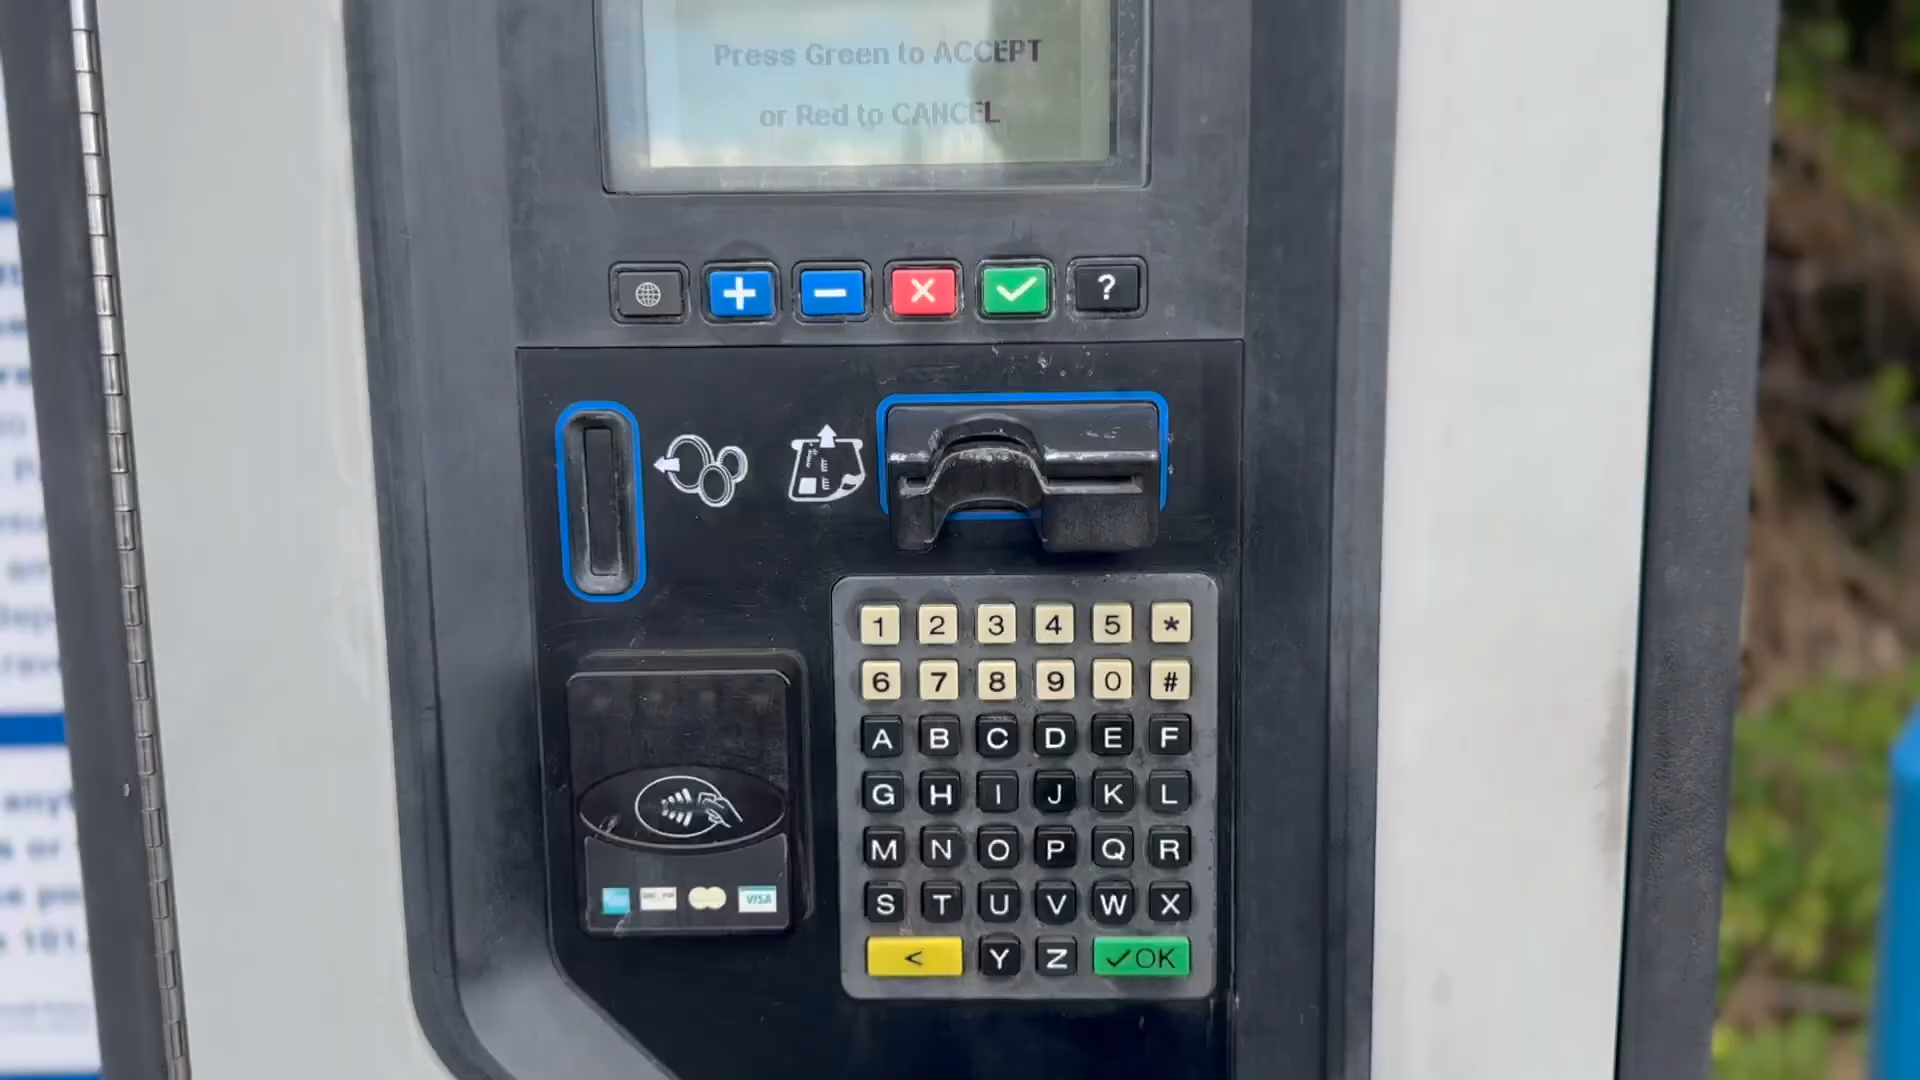 Press Green to ACCEPT
or Red to CANCEL
?
1 2 3 4 5 *
6 7 8 9 0 #
A B C D E F
G H I J K L
M N O P Q R
S T U V W X
< Y Z ✓OK
VISA